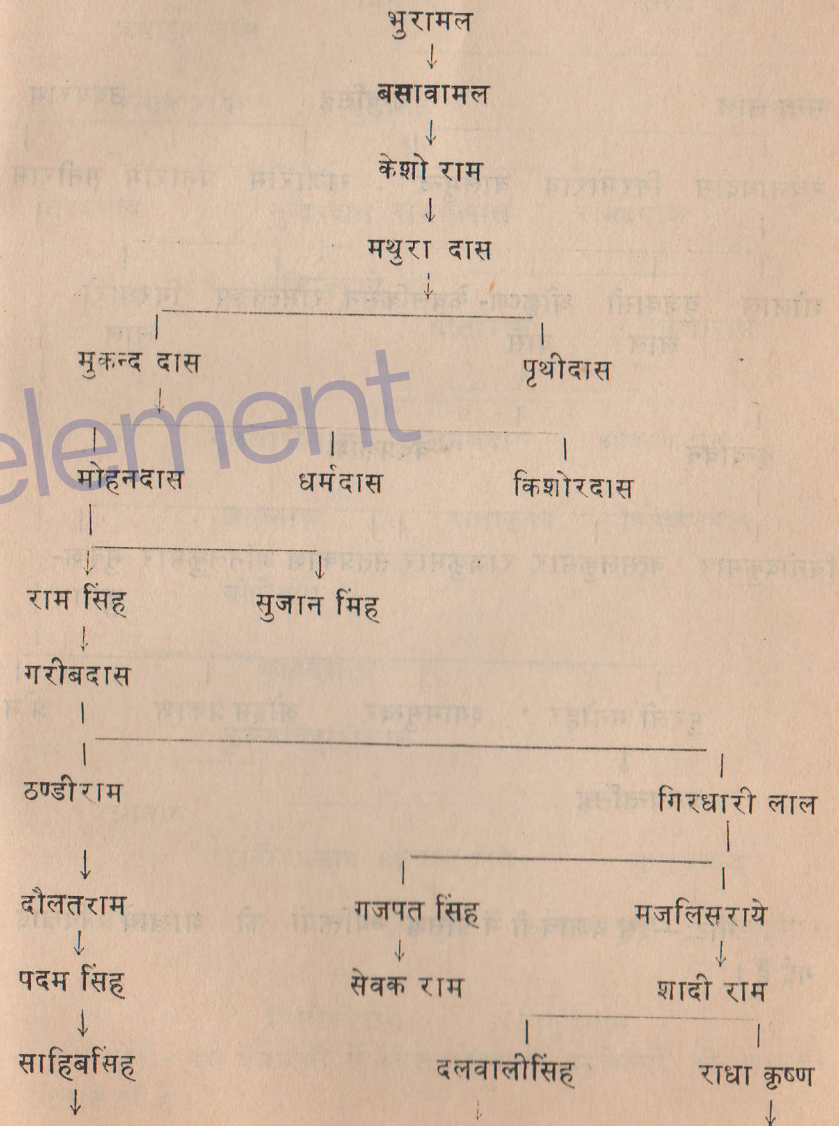 भुरामल
बसावामल
केशो राम
मथुरा दास
मुकन्द दास पृथीदास
element
मोहनदास धर्मदास किशोरदास
राम सिंह सुजान मिंह
गरीबदास
ठण्डीराम गिरधारी लाल
दौलतराम गजपत सिंह मजलिसराये
पदम सिंह सेवक राम शादी राम
साहिबसिंह दलवालीसिंह राधा कृष्ण